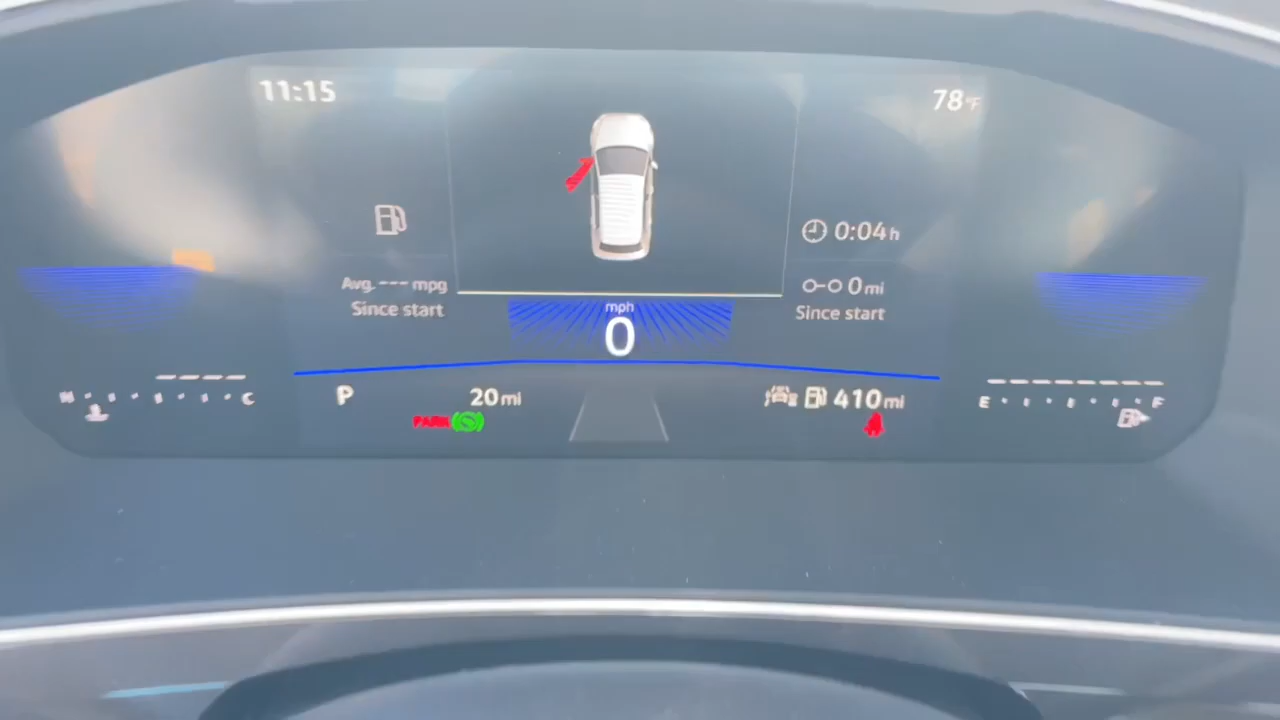 11:15
78°F
0:04 h
Avg. --- mpg
Since start
0 mi
Since start
mph
0
P
20 mi
410 mi
H
C
E
F
PARK